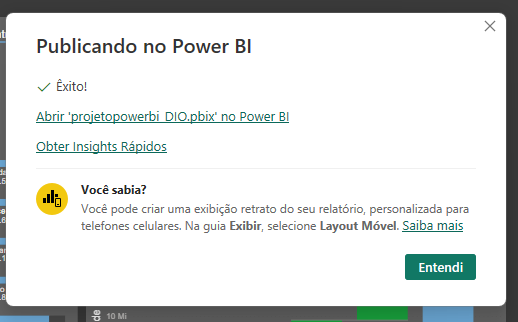 Publicando no Power BI
Êxito!
Abrir 'projetopowerbi_DIO.pbix' no Power BI
Obter Insights Rápidos
Você sabia?
Você pode criar uma exibição retrato do seu relatório, personalizada para
telefones celulares. Na guia Exibir, selecione Layout Móvel. Saiba mais
Entendi
10 Mi